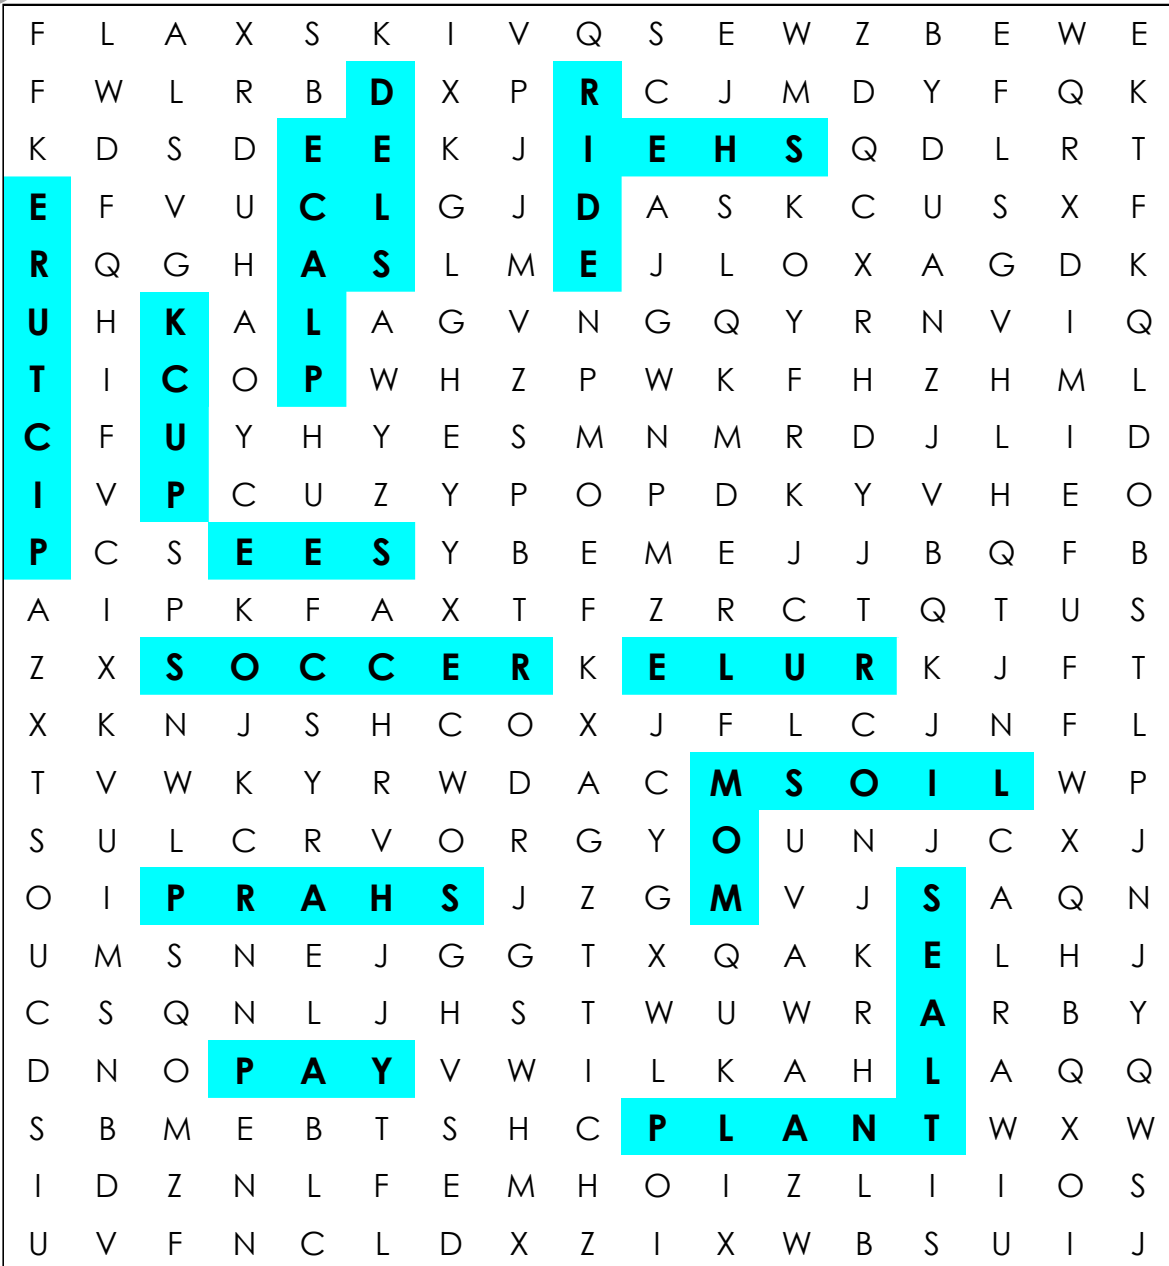 F L A X S K I V Q S E W Z B E W E
F W L R B D X P R C J M D Y F Q K
K D S D E E K J I E H S Q D L R T
E F V U C L G J D A S K C U S X F
R Q G H A S L M E J L O X A G D K
U H K A L A G V N G Q Y R N V I Q
T I C O P W H Z P W K F H Z H M L
C F U Y H Y E S M N M R D J L I D
I V P C U Z Y P O P D K Y V H E O
P C S E E S Y B E M E J J B Q F B
A I P K F A X T F Z R C T Q T U S
Z X S O C C E R K E L U R K J F T
X K N J S H C O X J F L C J N F L
T V W K Y R W D A C M S O I L W P
S U L C R V O R G Y O U N J C X J
O I P R A H S J Z G M V J S A Q N
U M S N E J G G T X Q A K E L H J
C S Q N L J H S T W U W R A R B Y
D N O P A Y V W I L K A H L A Q Q
S B M E B T S H C P L A N T W X W
I D Z N L F E M H O I Z L I I O S
U V F N C L D X Z I X W B S U I J